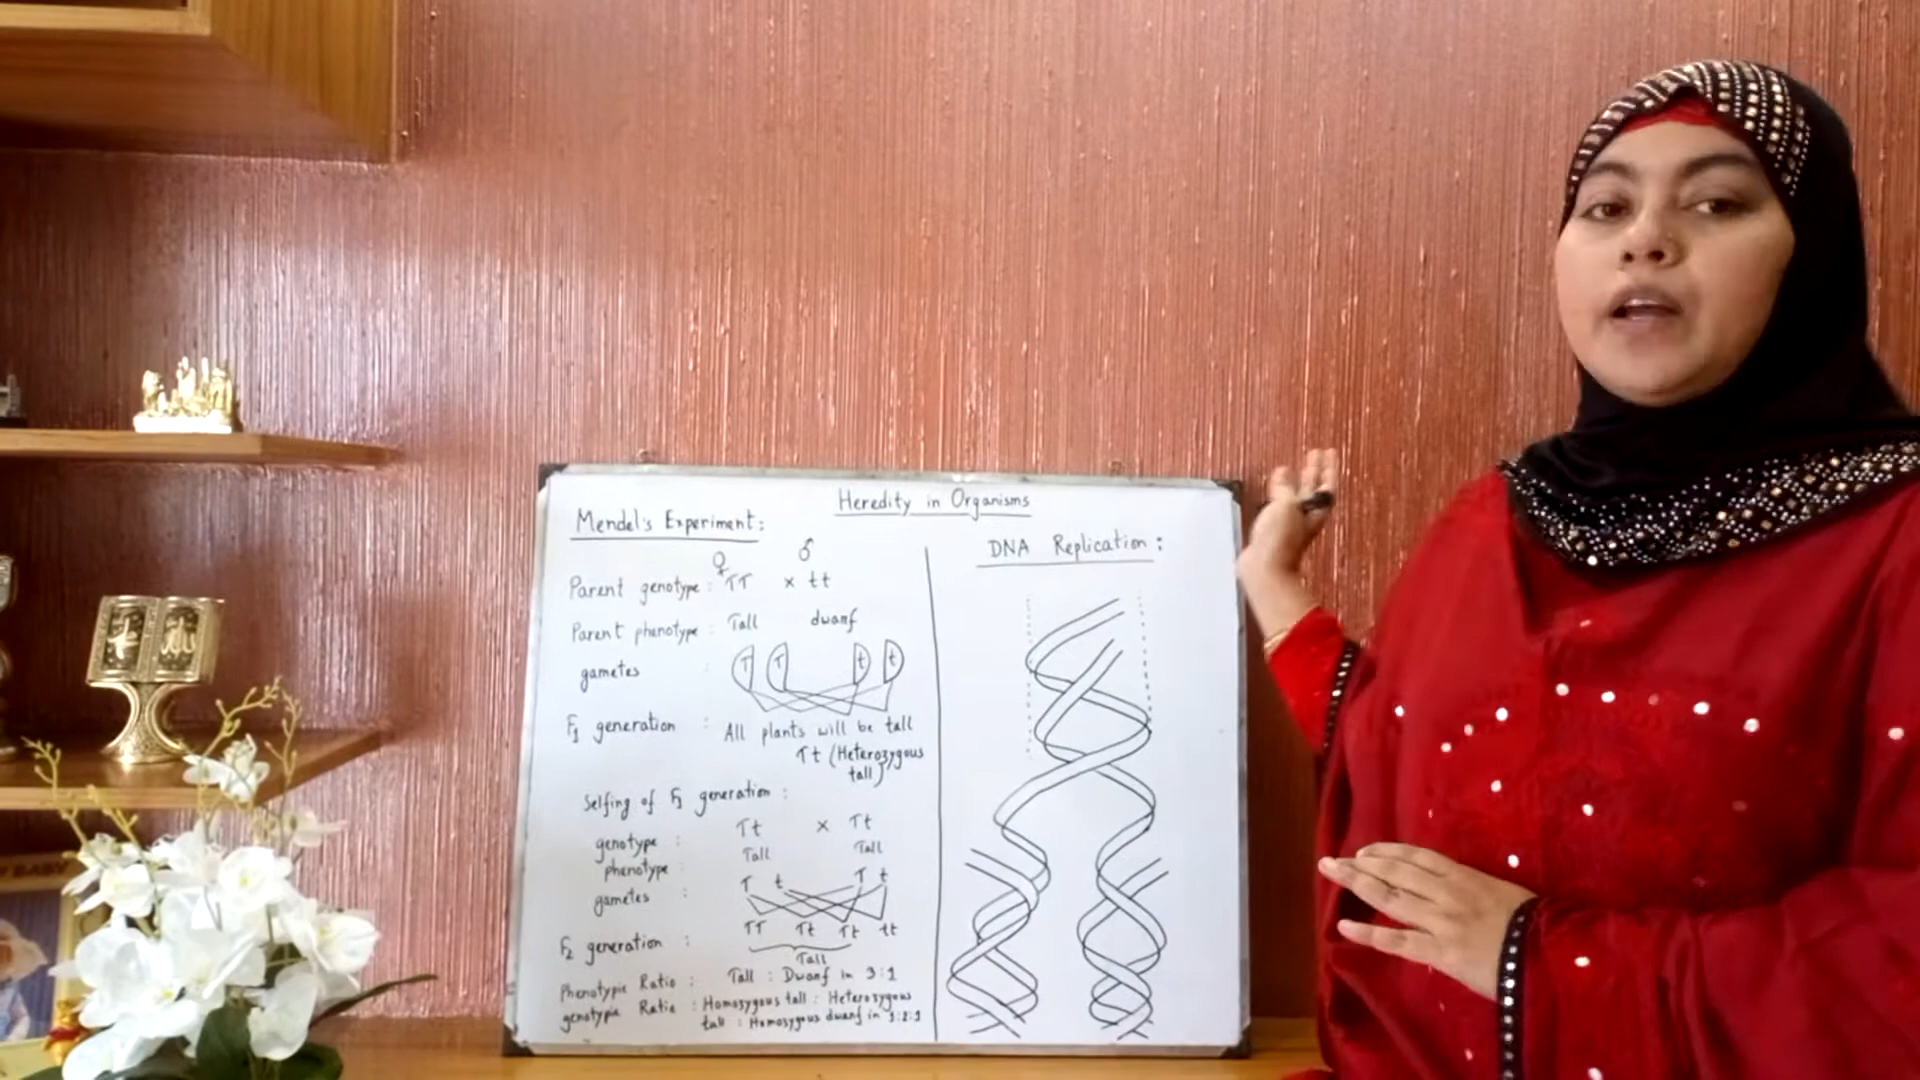 Heredity in Organisms
Mendel's Experiment:
♀ ♂
Parent genotype : TT x tt
Parent phenotype : Tall dwarf
gametes : T T t t
F1 generation : All plants will be tall
Tt (Heterozygous
tall)
Selfing of F1 generation :
genotype : Tt x Tt
phenotype : Tall Tall
gametes : T t T t
F2 generation : TT Tt Tt tt
Tall
Phenotypic Ratio : Tall : Dwarf in 3:1
genotypic Ratio : Homozygous tall : Heterozygous
tall : Homozygous dwarf in 1:2:1
DNA Replication :
BABY